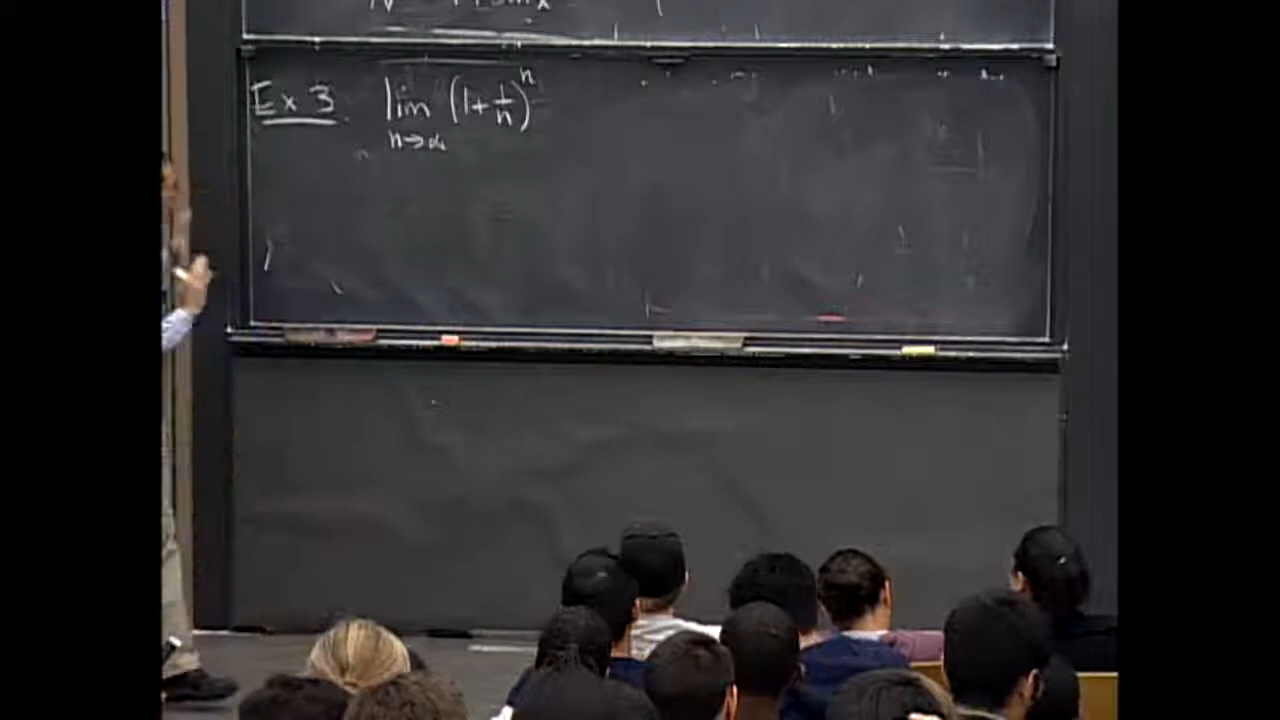 Ex 3. lim (1 + 1/n)^n
n→∞